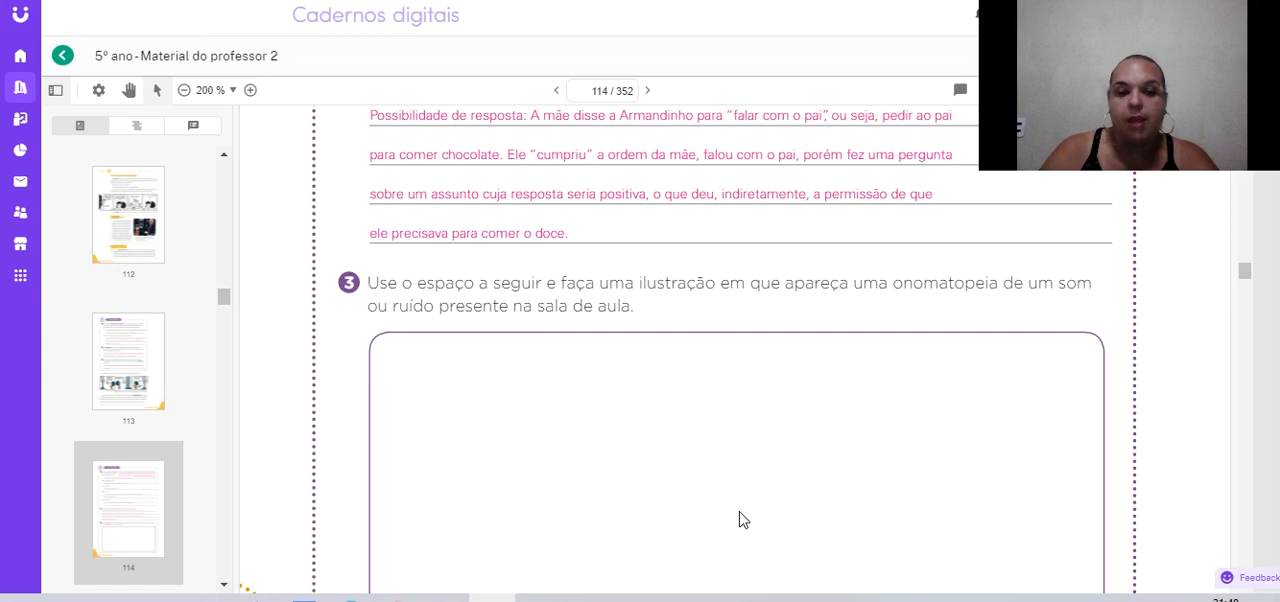 Cadernos digitais
5º ano - Material do professor 2
200 %
114 / 352
Possibilidade de resposta: A mãe disse a Armandinho para “falar com o pai”, ou seja, pedir ao pai
para comer chocolate. Ele “cumpriu” a ordem da mãe, falou com o pai, porém fez uma pergunta
sobre um assunto cuja resposta seria positiva, o que deu, indiretamente, a permissão de que
ele precisava para comer o doce.
3 Use o espaço a seguir e faça uma ilustração em que apareça uma onomatopeia de um som
ou ruído presente na sala de aula.
112
113
114
Feedback